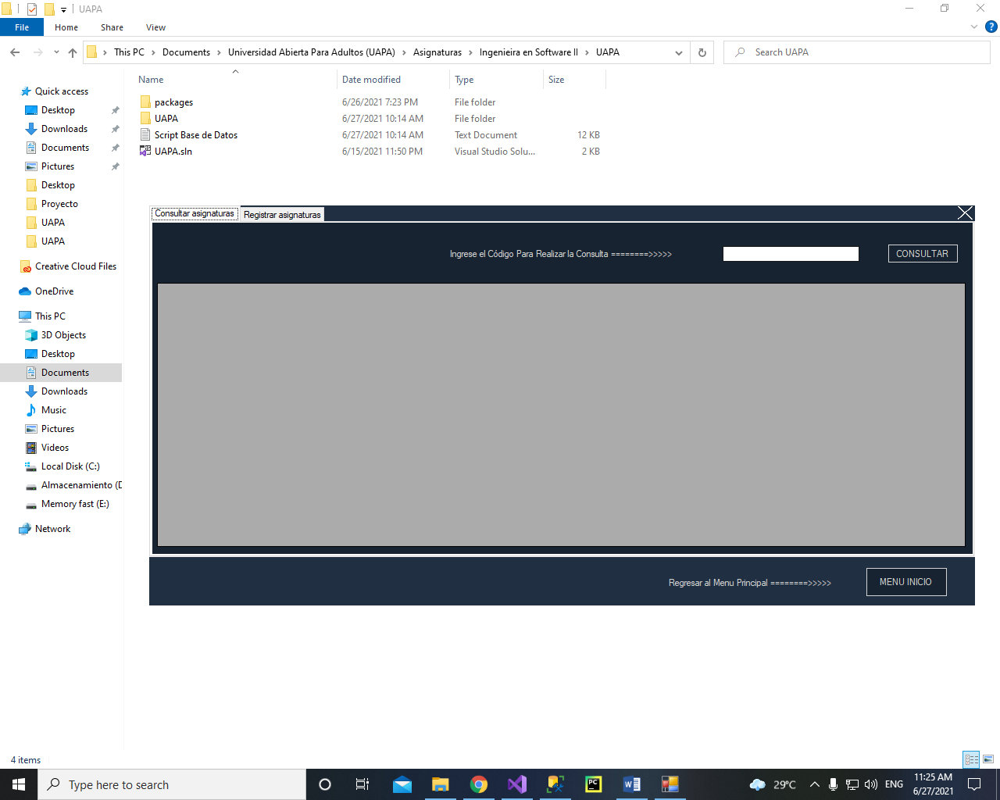 UAPA
File Home Share View
This PC Documents Universidad Abierta Para Adultos (UAPA) Asignaturas Ingenieira en Software II UAPA
Search UAPA
Name Date modified Type Size
packages 6/26/2021 7:23 PM File folder
UAPA 6/27/2021 10:14 AM File folder
Script Base de Datos 6/27/2021 10:14 AM Text Document 12 KB
UAPA.sln 6/15/2021 11:50 PM Visual Studio Solu... 2 KB
Quick access
Desktop
Downloads
Documents
Pictures
Desktop
Proyecto
UAPA
UAPA
Creative Cloud Files
OneDrive
This PC
3D Objects
Desktop
Documents
Downloads
Music
Pictures
Videos
Local Disk (C:)
Almacenamiento (D
Memory fast (E:)
Network
Consultar asignaturas Registrar asignaturas
Ingrese el Código Para Realizar la Consulta ========>>>>> CONSULTAR
Regresar al Menu Principal ========>>>>> MENU INICIO
4 items
Type here to search
PC
29°C
ENG
11:25 AM
6/27/2021